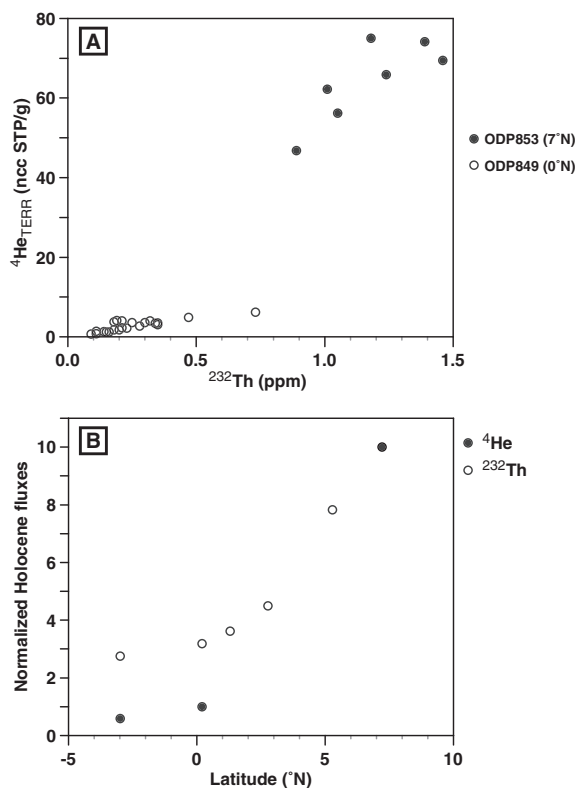 A
80
60
40
20
0
⁴Heᴛᴇʀʀ (ncc STP/g)
0.0 0.5 1.0 1.5
²³²Th (ppm)
ODP853 (7˚N)
ODP849 (0˚N)
B
10
8
6
4
2
0
Normalized Holocene fluxes
-5 0 5 10
Latitude (˚N)
⁴He
²³²Th